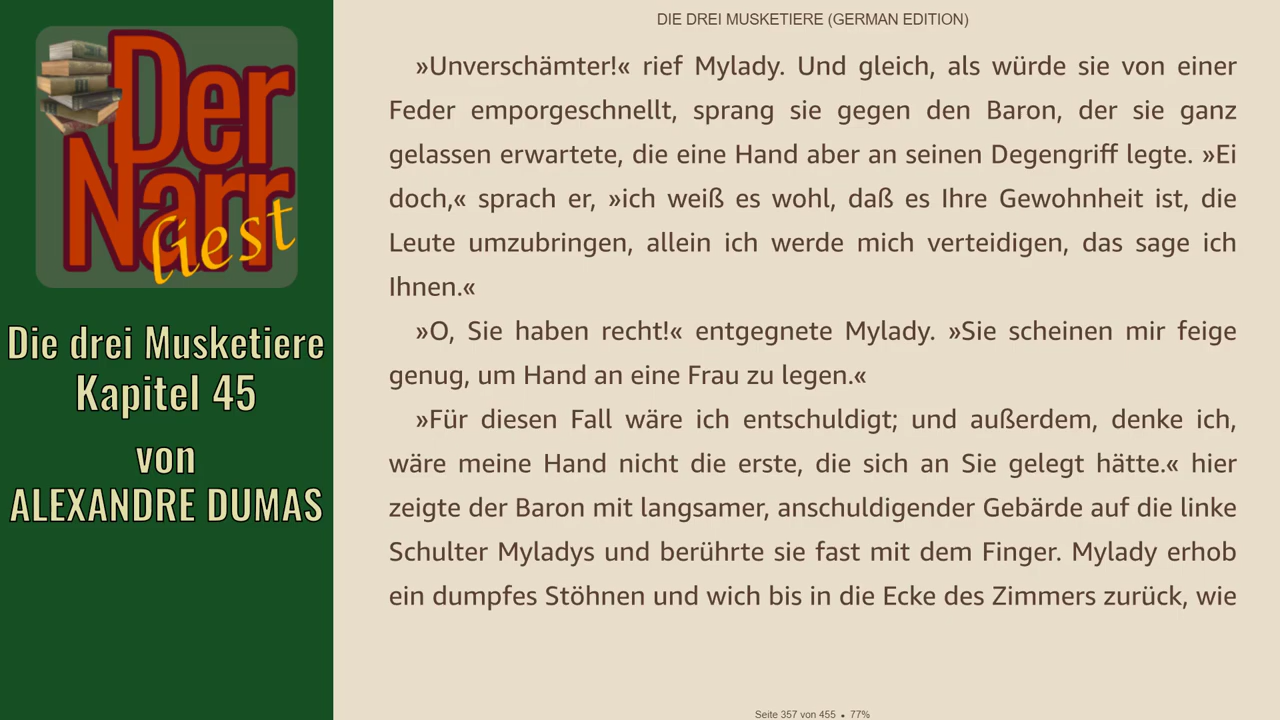 Der
Narr
liest
Die drei Musketiere
Kapitel 45
von
ALEXANDRE DUMAS
DIE DREI MUSKETIERE (GERMAN EDITION)
»Unverschämter!« rief Mylady. Und gleich, als würde sie von einer
Feder emporgeschnellt, sprang sie gegen den Baron, der sie ganz
gelassen erwartete, die eine Hand aber an seinen Degengriff legte. »Ei
doch,« sprach er, »ich weiß es wohl, daß es Ihre Gewohnheit ist, die
Leute umzubringen, allein ich werde mich verteidigen, das sage ich
Ihnen.«
»O, Sie haben recht!« entgegnete Mylady. »Sie scheinen mir feige
genug, um Hand an eine Frau zu legen.«
»Für diesen Fall wäre ich entschuldigt; und außerdem, denke ich,
wäre meine Hand nicht die erste, die sich an Sie gelegt hätte.« hier
zeigte der Baron mit langsamer, anschuldigender Gebärde auf die linke
Schulter Myladys und berührte sie fast mit dem Finger. Mylady erhob
ein dumpfes Stöhnen und wich bis in die Ecke des Zimmers zurück, wie
Seite 357 von 455 • 77%